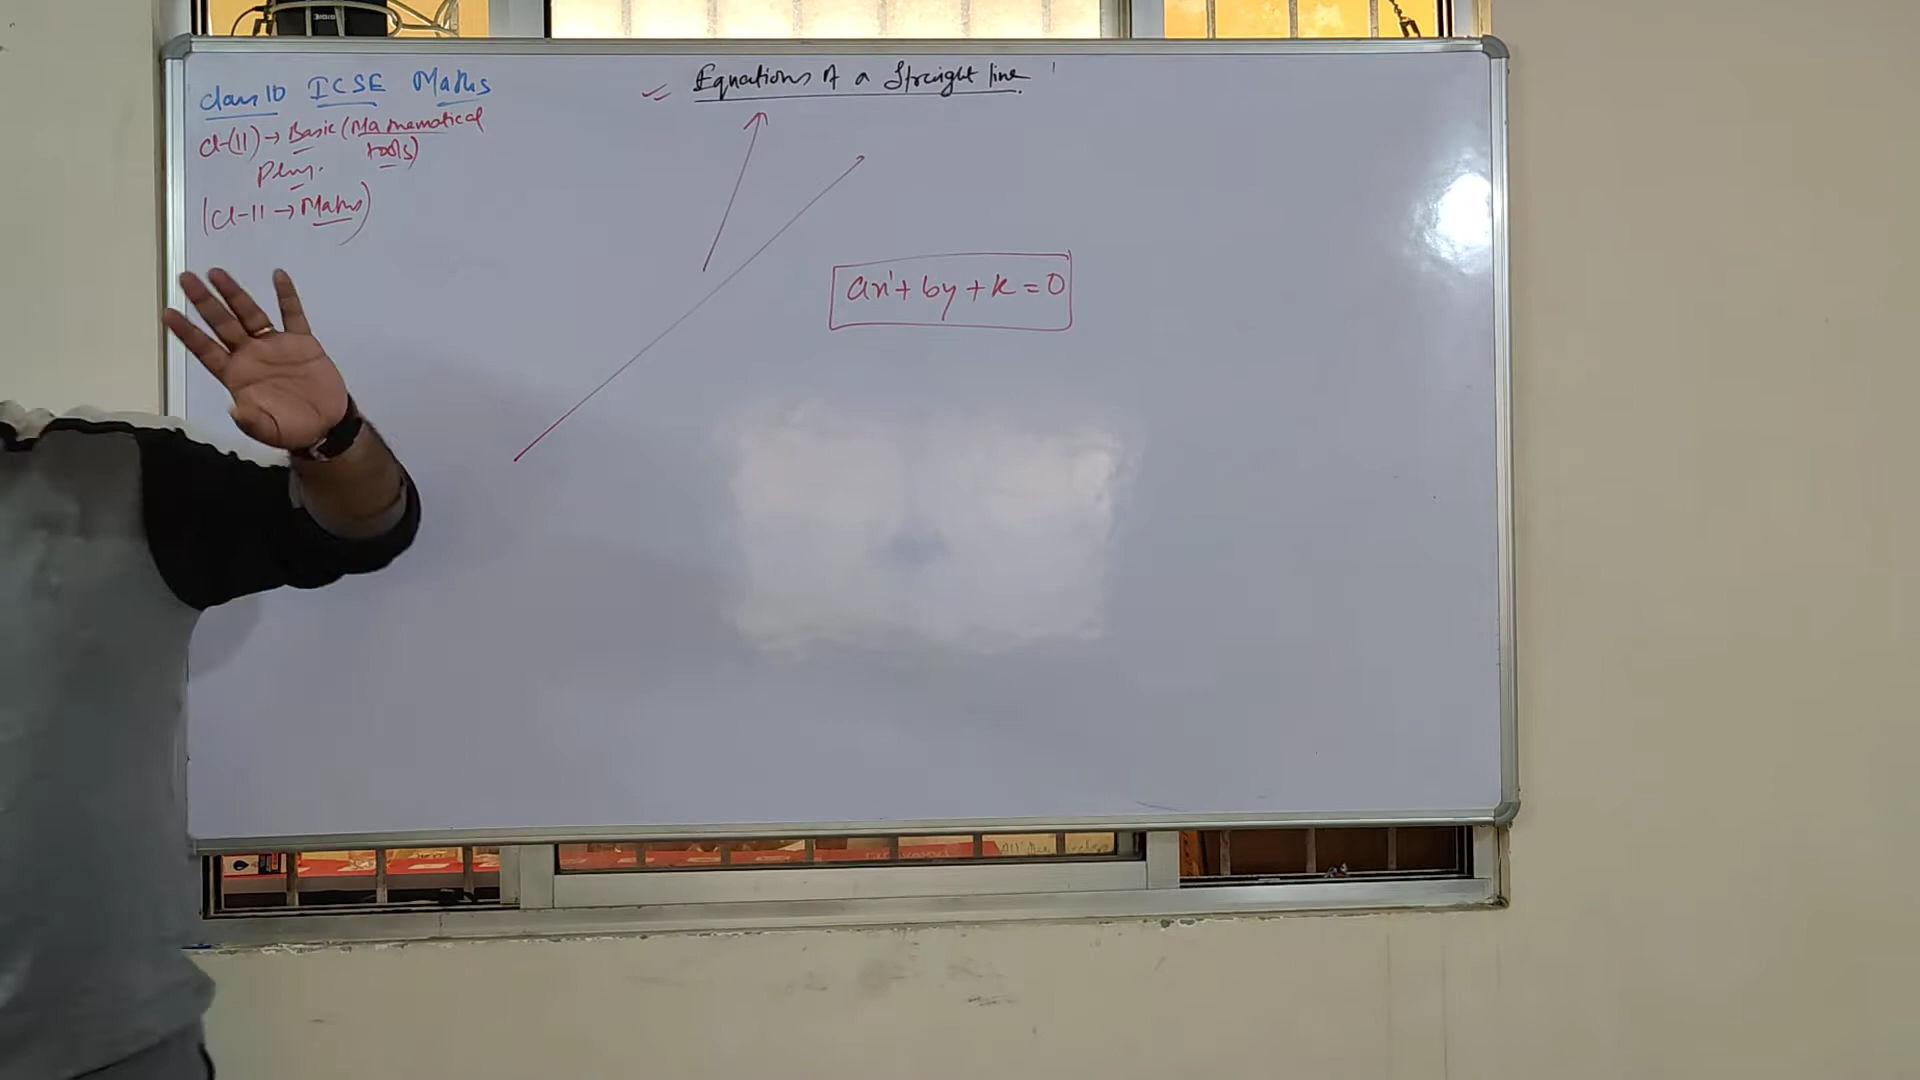 Class 10 ICSE Maths
Cl-(11) → Basic (Mathematical
tools)
Phy.
(Cl-11 → Maths)
Equations of a Straight line
ax¹ + by + k = 0